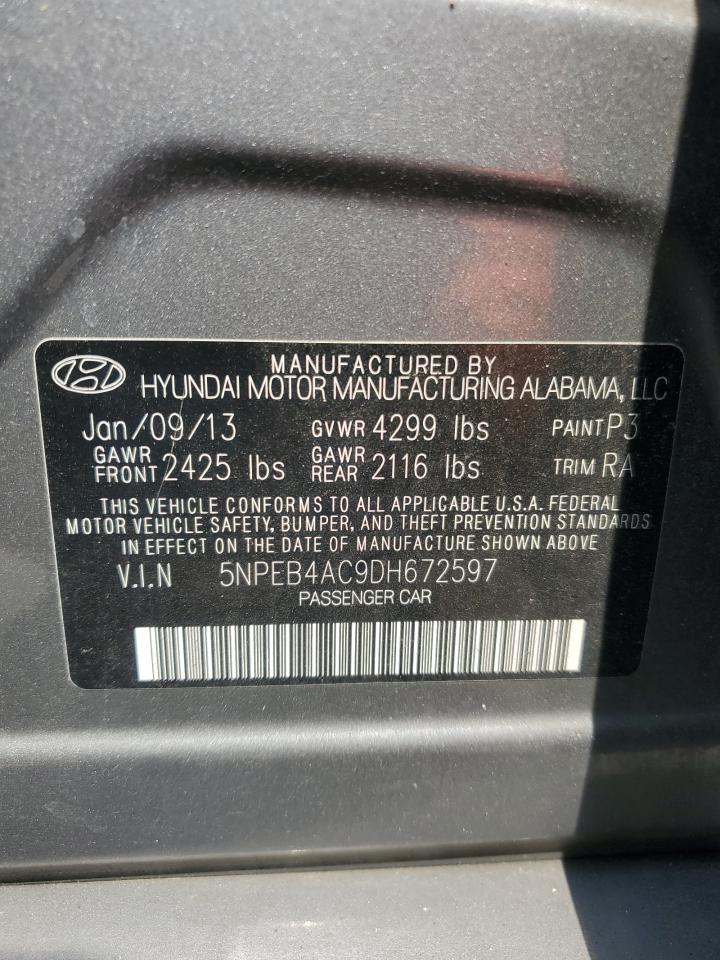 MANUFACTURED BY
HYUNDAI MOTOR MANUFACTURING ALABAMA, LLC
Jan/09/13 GVWR 4299 lbs PAINT P3
GAWR FRONT 2425 lbs GAWR REAR 2116 lbs TRIM RA
THIS VEHICLE CONFORMS TO ALL APPLICABLE U.S.A. FEDERAL
MOTOR VEHICLE SAFETY, BUMPER, AND THEFT PREVENTION STANDARDS
IN EFFECT ON THE DATE OF MANUFACTURE SHOWN ABOVE
V.I.N 5NPEB4AC9DH672597
PASSENGER CAR